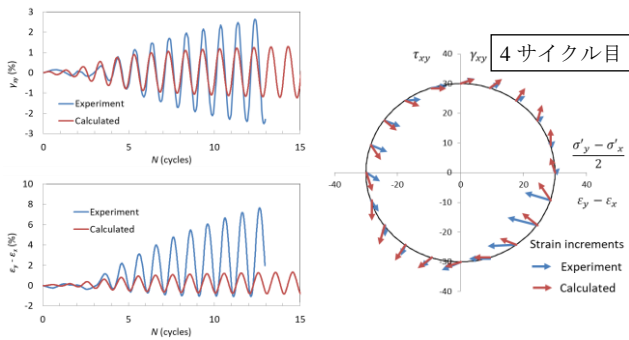 3
2
1
0
-1
-2
-3
γxy (%)
Experiment
Calculated
0 5 10 15
N (cycles)
10
8
6
4
2
0
-2
εy - εx (%)
Experiment
Calculated
0 5 10 15
N (cycles)
4サイクル目
τxy γxy
40
30
20
10
0
-10
-20
-30
-40
-40 -20 0 20 40
σ'y − σ'x
2
εy − εx
Strain increments
Experiment
Calculated